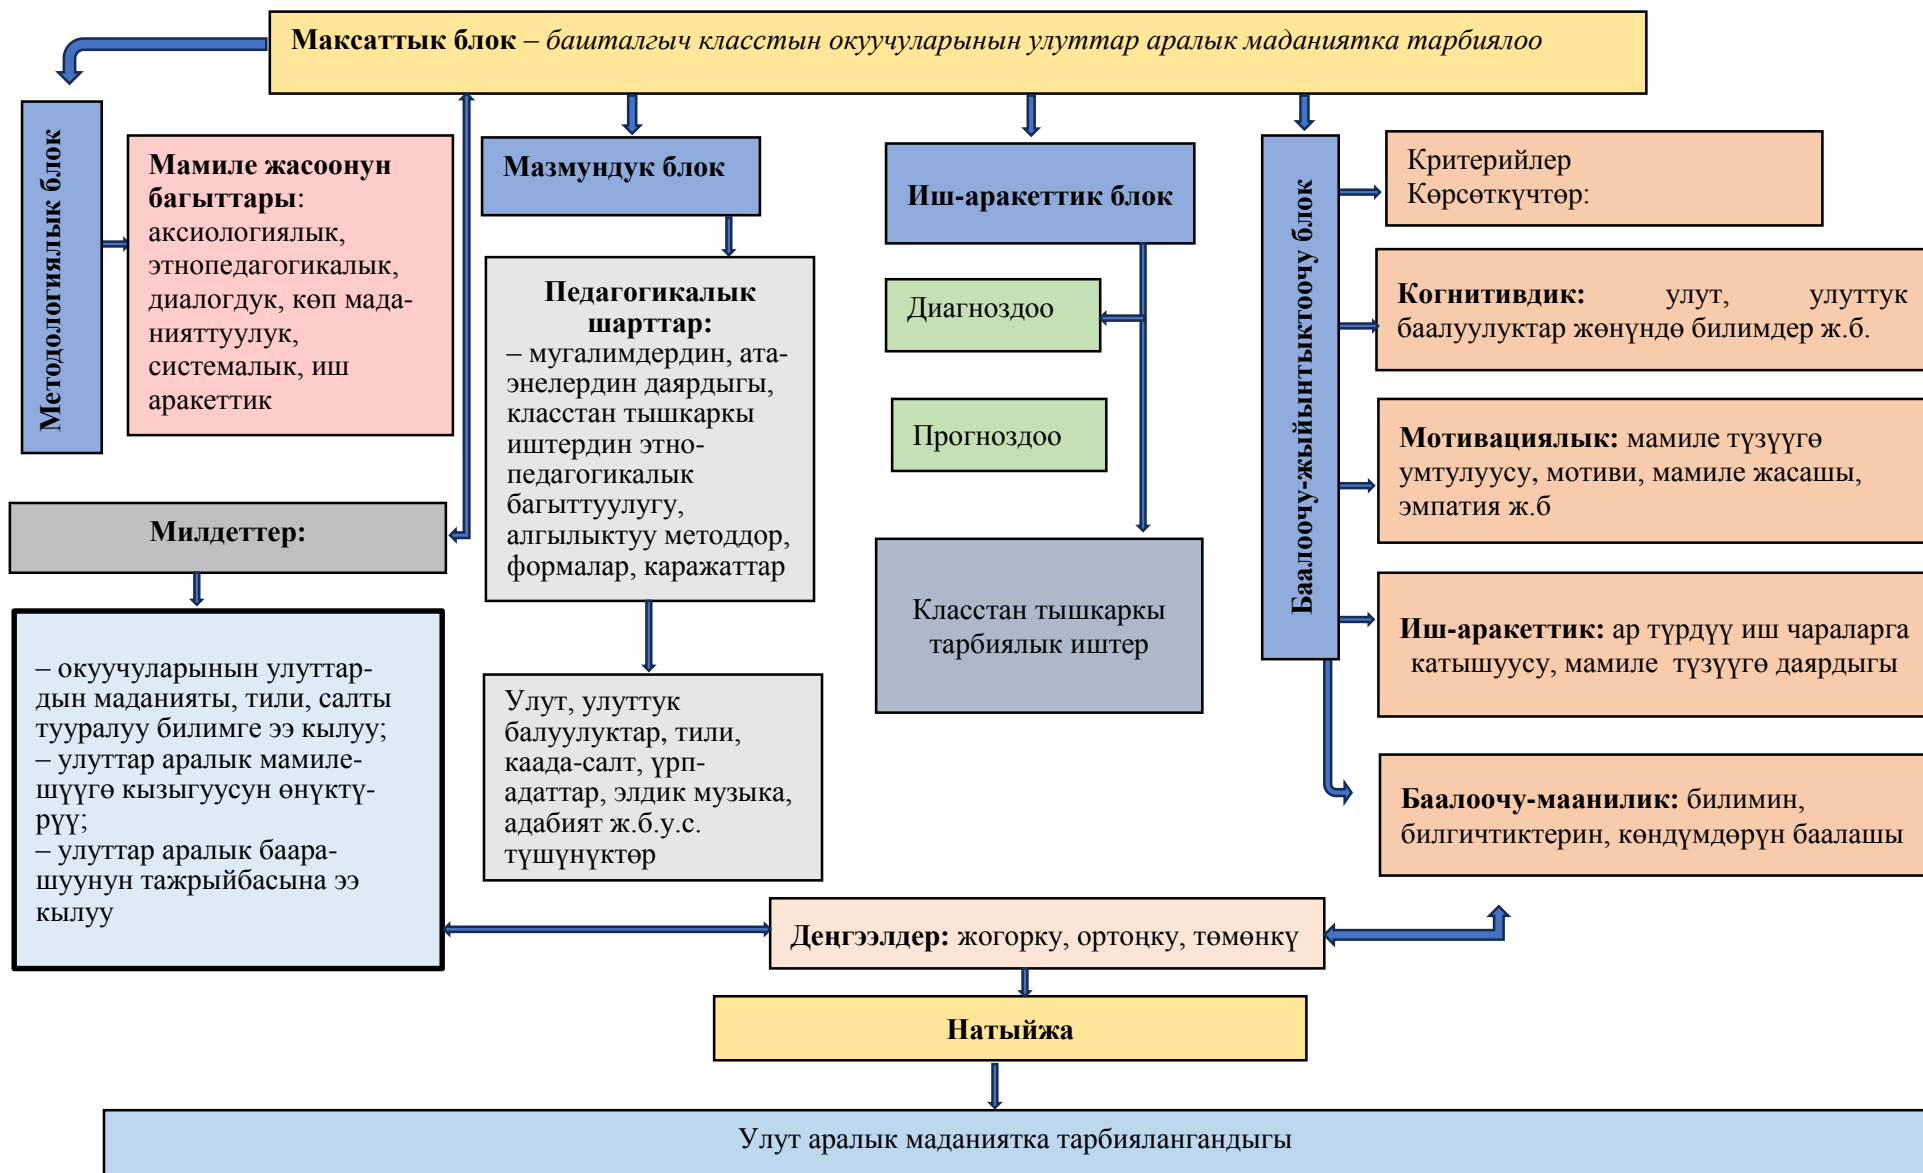 Максаттык блок – башталгыч класстын окуучуларынын улуттар аралык маданиятка тарбиялоо
Методологиялык блок
Мамиле жасоонун
багыттары:
аксиологиялык,
этнопедагогикалык,
диалогдук, көп мада-
нияттуулук,
системалык, иш
аракеттик
Милдеттер:
– окуучуларынын улуттар-
дын маданияты, тили, салты
тууралуу билимге ээ кылуу;
– улуттар аралык мамиле-
шүүгө кызыгуусун өнүктү-
рүү;
– улуттар аралык баара-
шуунун тажрыйбасына ээ
кылуу
Мазмундук блок
Педагогикалык
шарттар:
– мугалимдердин, ата-
энелердин даярдыгы,
класстан тышкаркы
иштердин этно-
педагогикалык
багыттуулугу,
алгылыктуу методдор,
формалар, каражаттар
Улут, улуттук
балуулуктар, тили,
каада-салт, үрп-
адаттар, элдик музыка,
адабият ж.б.у.с.
түшүнүктөр
Иш-аракеттик блок
Диагноздоо
Прогноздоо
Класстан тышкаркы
тарбиялык иштер
Баалоочу-жыйынтыктоочу блок
Критерийлер
Көрсөткүчтөр:
Когнитивдик: улут, улуттук
баалуулуктар жөнүндө билимдер ж.б.
Мотивациялык: мамиле түзүүгө
умтулуусу, мотиви, мамиле жасашы,
эмпатия ж.б
Иш-аракеттик: ар түрдүү иш чараларга
катышуусу, мамиле түзүүгө даярдыгы
Баалоочу-маанилик: билимин,
билгичтиктерин, көндүмдөрүн баалашы
Деңгээлдер: жогорку, ортоңку, төмөнкү
Натыйжа
Улут аралык маданиятка тарбиялангандыгы